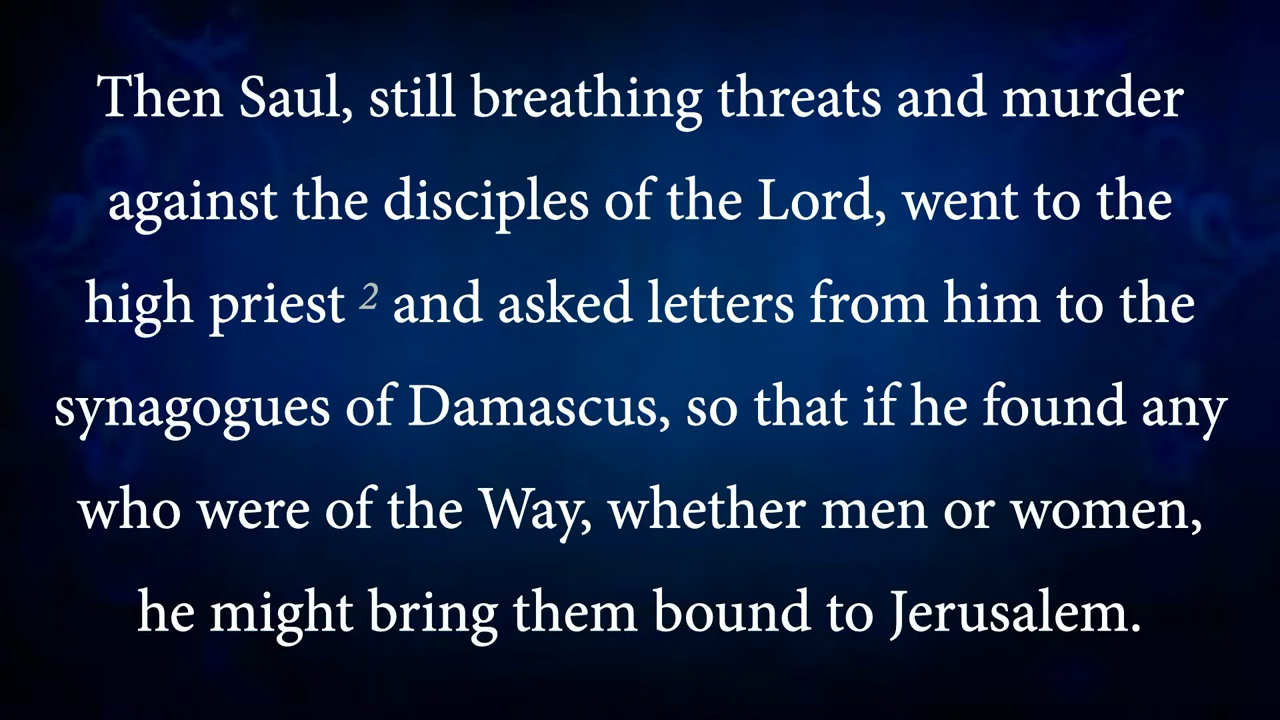 Then Saul, still breathing threats and murder
against the disciples of the Lord, went to the
high priest 2 and asked letters from him to the
synagogues of Damascus, so that if he found any
who were of the Way, whether men or women,
he might bring them bound to Jerusalem.